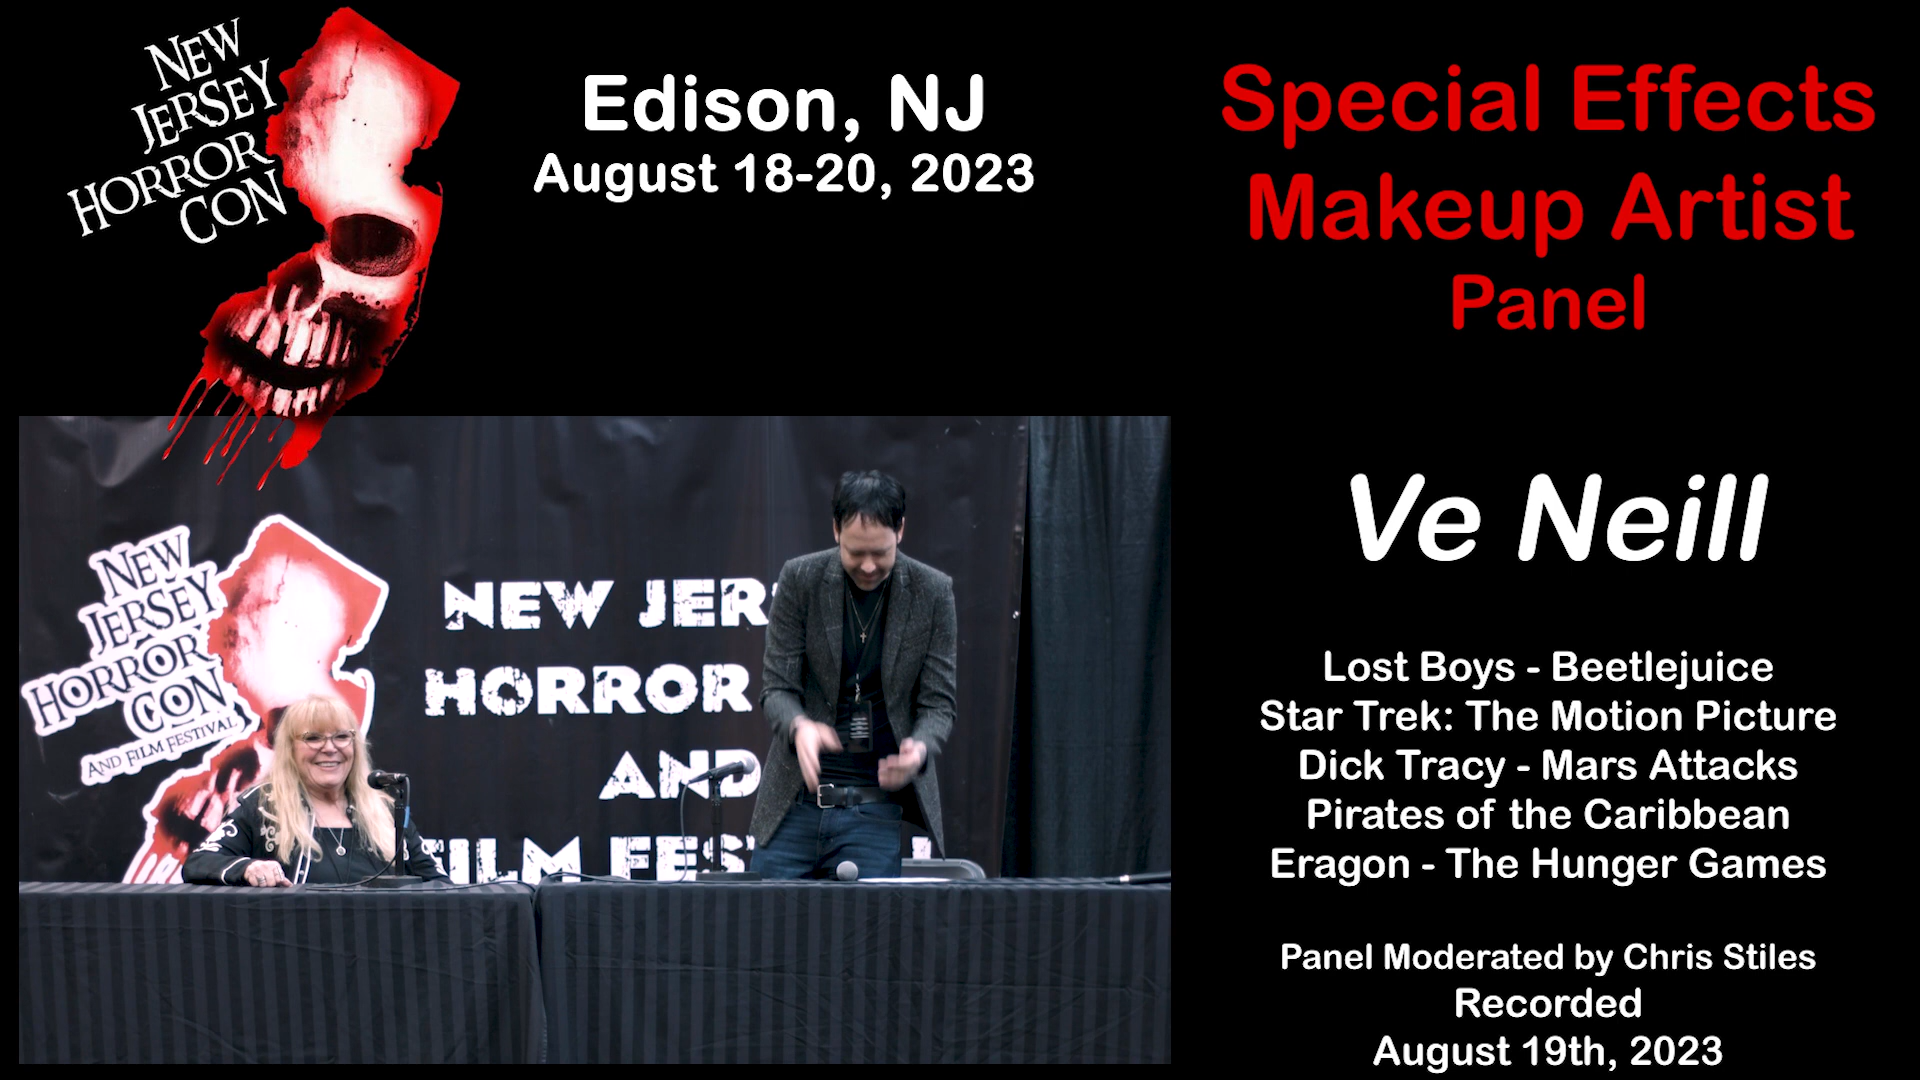 NEW
JERSEY
HORROR
CON
Edison, NJ
August 18-20, 2023
Special Effects
Makeup Artist
Panel
NEW
JERSEY
HORROR
CON
AND FILM FESTIVAL
NEW JER
HORROR
AND
FILM FES
Ve Neill
Lost Boys - Beetlejuice
Star Trek: The Motion Picture
Dick Tracy - Mars Attacks
Pirates of the Caribbean
Eragon - The Hunger Games
Panel Moderated by Chris Stiles
Recorded
August 19th, 2023